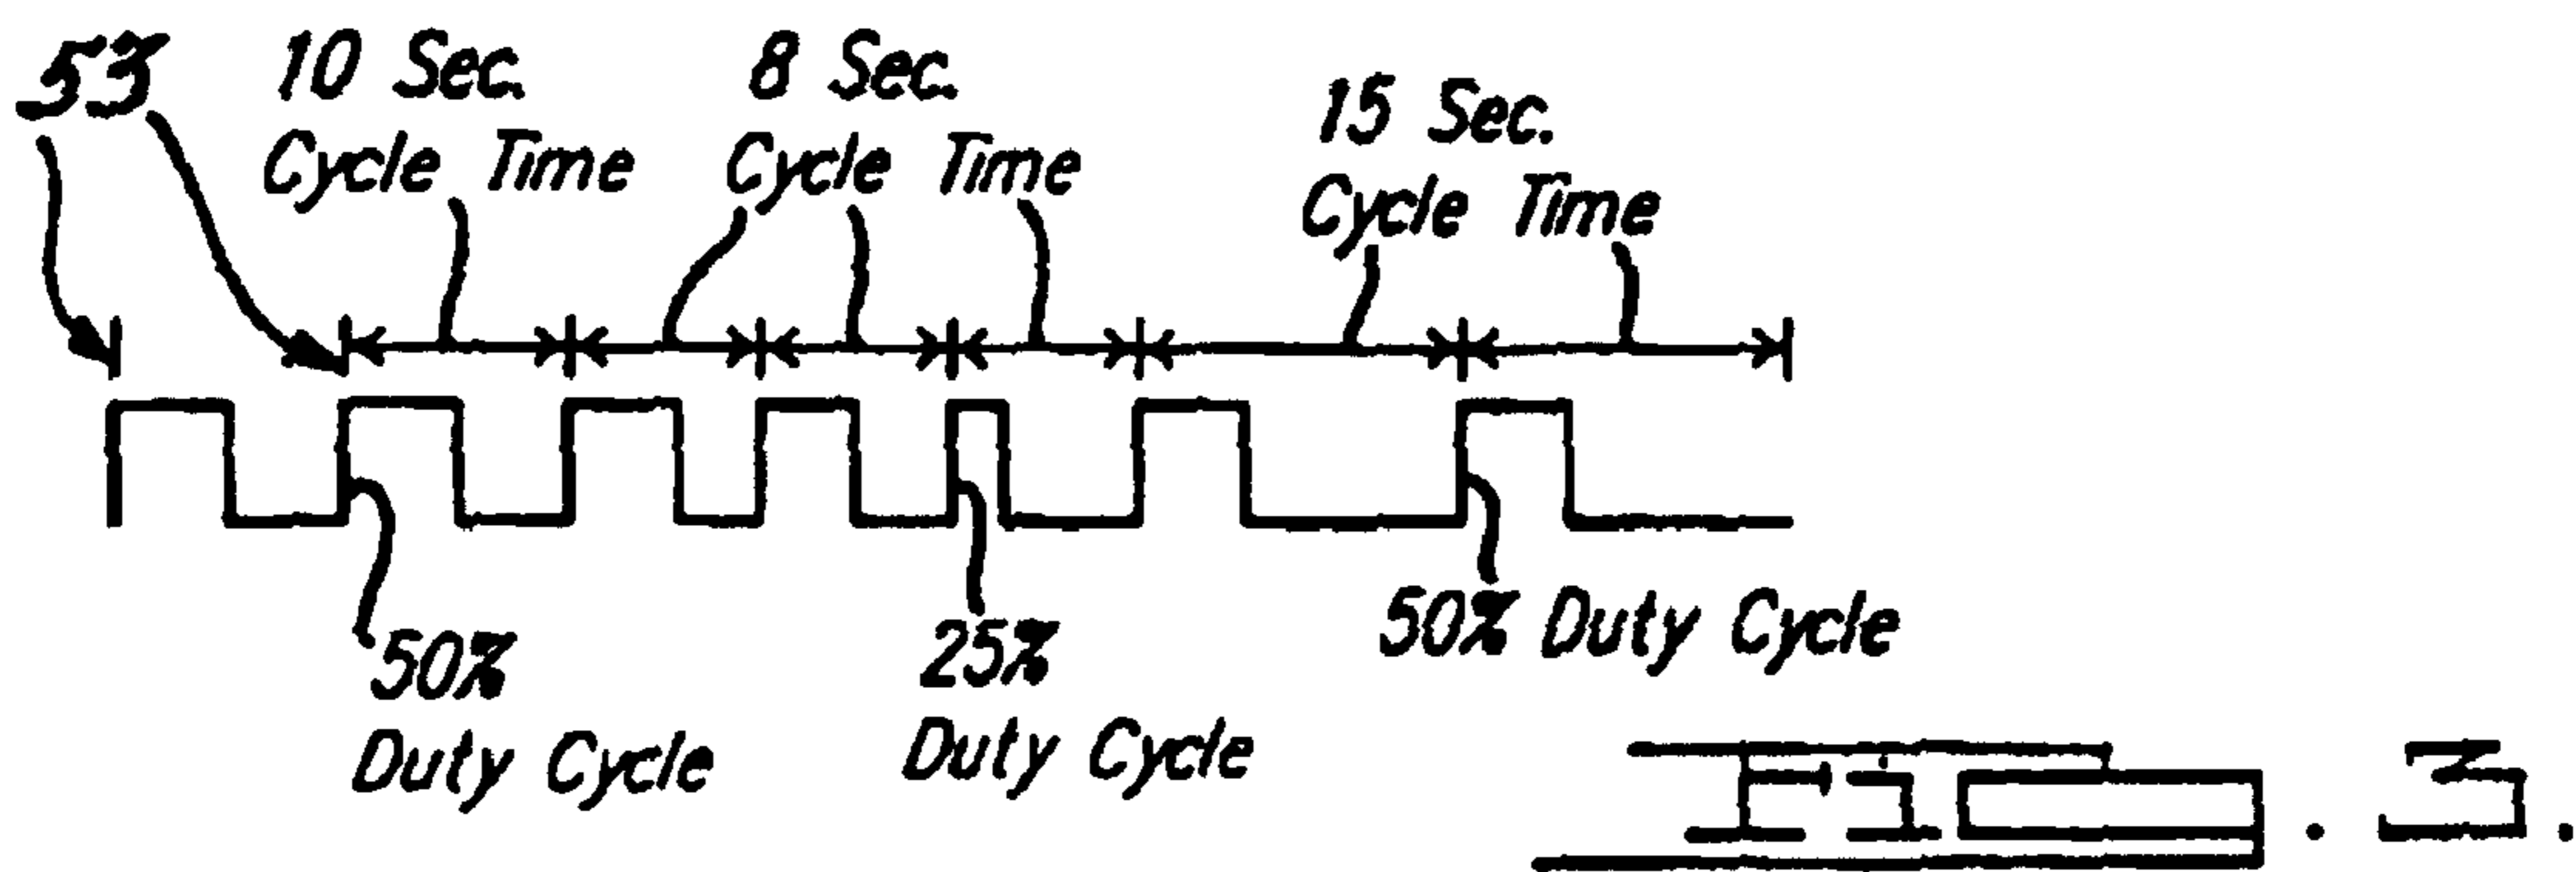 53
10 Sec.
Cycle Time
8 Sec.
Cycle Time
15 Sec.
Cycle Time
50%
Duty Cycle
25%
Duty Cycle
50% Duty Cycle
FIG. 3.